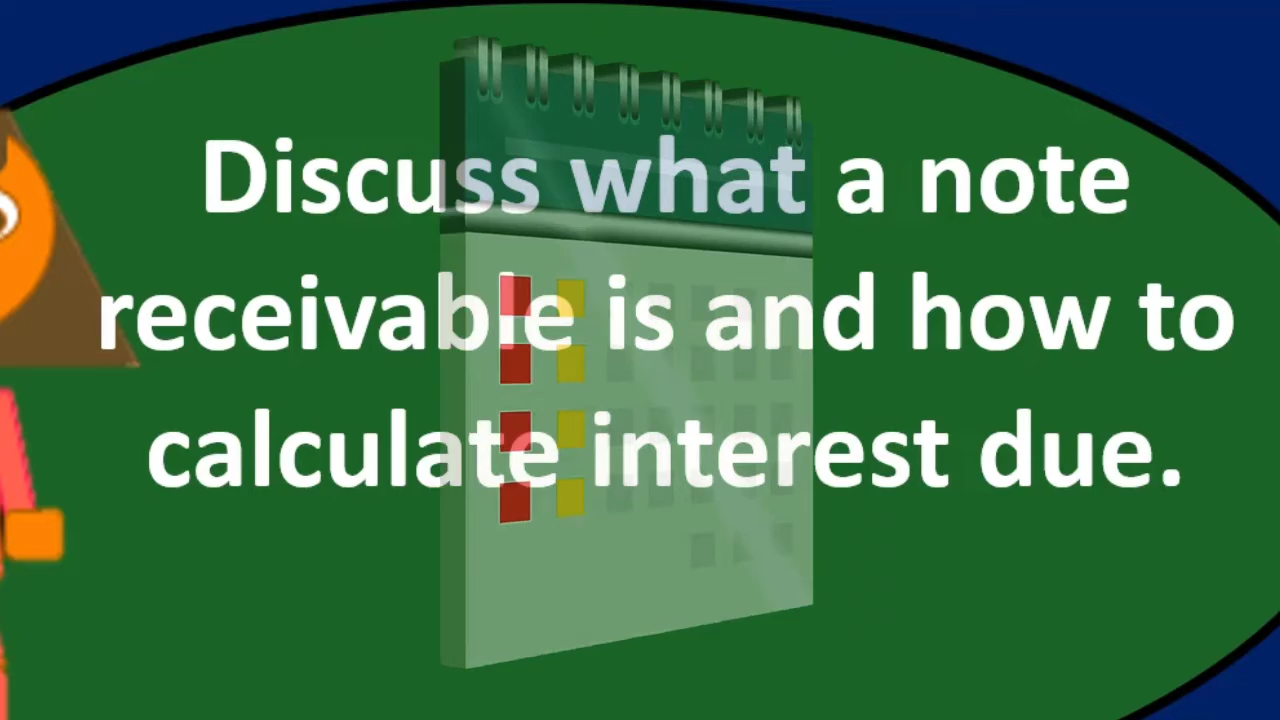 Discuss what a note
receivable is and how to
calculate interest due.